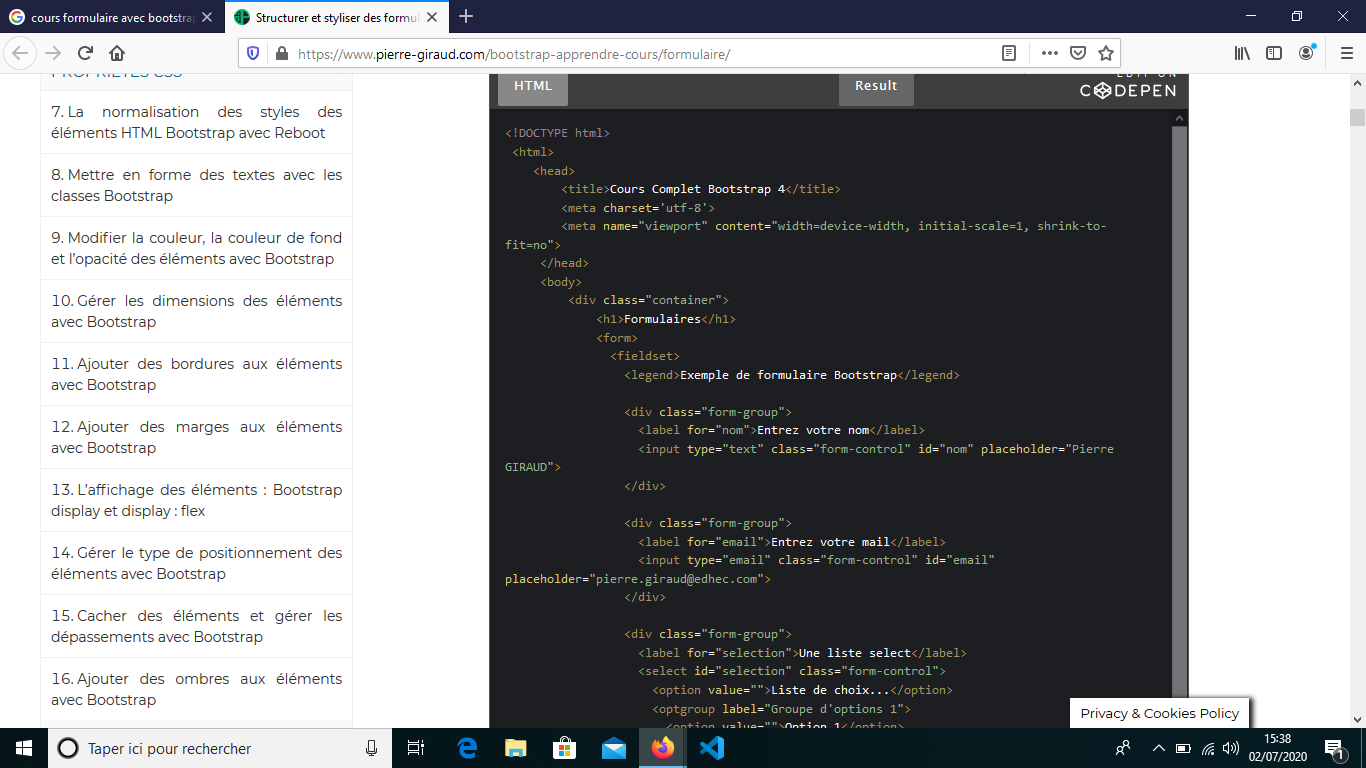 cours formulaire avec bootstra
Structurer et styliser des formul
https://www.pierre-giraud.com/bootstrap-apprendre-cours/formulaire/
PROPRIÉTÉS CSS
7. La normalisation des styles des
éléments HTML Bootstrap avec Reboot
8. Mettre en forme des textes avec les
classes Bootstrap
9. Modifier la couleur, la couleur de fond
et l'opacité des éléments avec Bootstrap
10. Gérer les dimensions des éléments
avec Bootstrap
11. Ajouter des bordures aux éléments
avec Bootstrap
12. Ajouter des marges aux éléments
avec Bootstrap
13. L'affichage des éléments : Bootstrap
display et display : flex
14. Gérer le type de positionnement des
éléments avec Bootstrap
15. Cacher des éléments et gérer les
dépassements avec Bootstrap
16. Ajouter des ombres aux éléments
avec Bootstrap
HTML
Result
EDIT ON
CODEPEN
<!DOCTYPE html>
<html>
<head>
<title>Cours Complet Bootstrap 4</title>
<meta charset='utf-8'>
<meta name="viewport" content="width=device-width, initial-scale=1, shrink-to-
fit=no">
</head>
<body>
<div class="container">
<h1>Formulaires</h1>
<form>
<fieldset>
<legend>Exemple de formulaire Bootstrap</legend>
<div class="form-group">
<label for="nom">Entrez votre nom</label>
<input type="text" class="form-control" id="nom" placeholder="Pierre
GIRAUD">
</div>
<div class="form-group">
<label for="email">Entrez votre mail</label>
<input type="email" class="form-control" id="email"
placeholder="pierre.giraud@edhec.com">
</div>
<div class="form-group">
<label for="selection">Une liste select</label>
<select id="selection" class="form-control">
<option value="">Liste de choix...</option>
<optgroup label="Groupe d'options 1">
<option value="">Option 1</option>
Privacy & Cookies Policy
Taper ici pour rechercher
15:38
02/07/2020
1